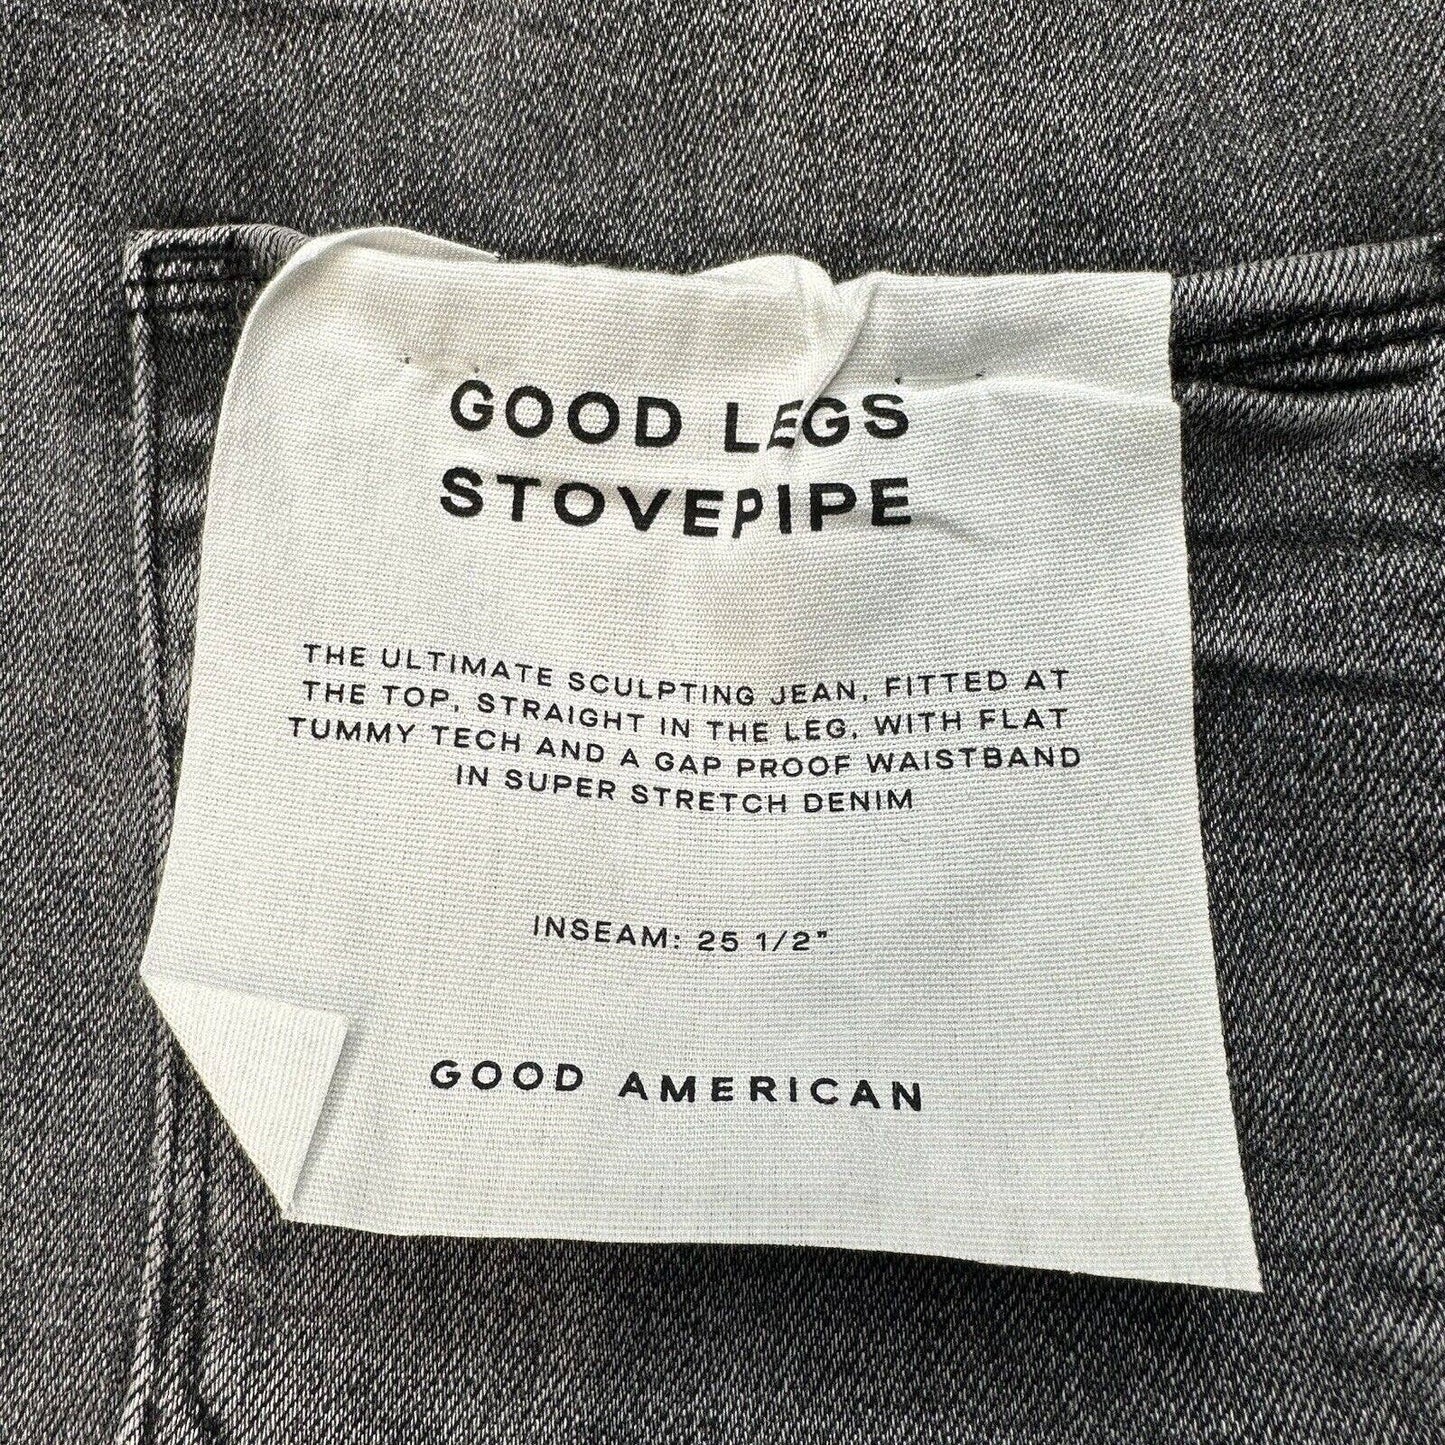 GOOD LEGS
STOVEPIPE
THE ULTIMATE SCULPTING JEAN, FITTED AT
THE TOP, STRAIGHT IN THE LEG, WITH FLAT
TUMMY TECH AND A GAP PROOF WAISTBAND
IN SUPER STRETCH DENIM
INSEAM: 25 1/2"
GOOD AMERICAN